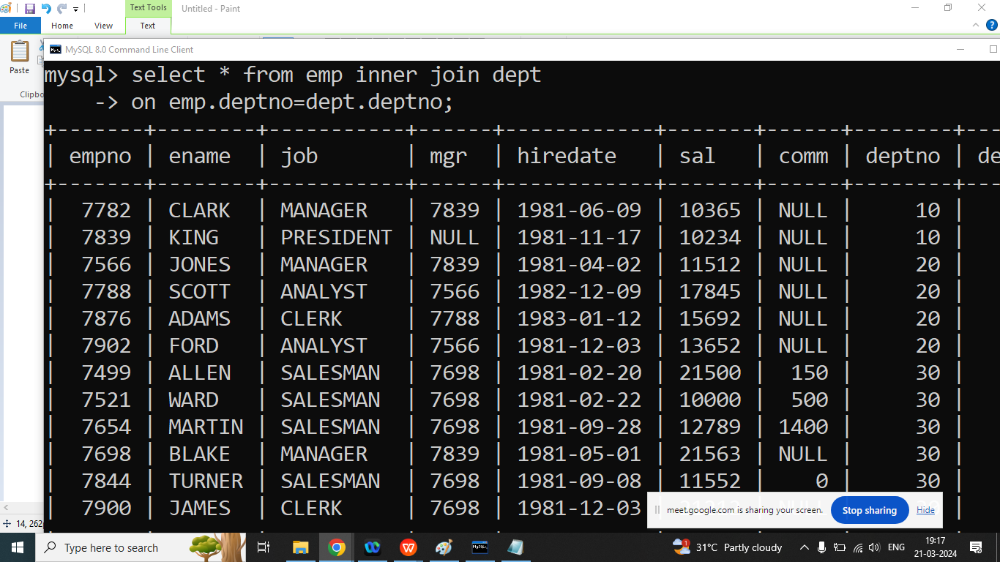 Text Tools
Untitled - Paint
File
Home
View
Text
Paste
Clipbo
MySQL 8.0 Command Line Client
mysql> select * from emp inner join dept
    -> on emp.deptno=dept.deptno;
+-------+--------+-----------+------+------------+-------+------+--------+---
| empno | ename  | job       | mgr  | hiredate   | sal   | comm | deptno | de
+-------+--------+-----------+------+------------+-------+------+--------+---
|  7782 | CLARK  | MANAGER   | 7839 | 1981-06-09 | 10365 | NULL |     10 |
|  7839 | KING   | PRESIDENT | NULL | 1981-11-17 | 10234 | NULL |     10 |
|  7566 | JONES  | MANAGER   | 7839 | 1981-04-02 | 11512 | NULL |     20 |
|  7788 | SCOTT  | ANALYST   | 7566 | 1982-12-09 | 17845 | NULL |     20 |
|  7876 | ADAMS  | CLERK     | 7788 | 1983-01-12 | 15692 | NULL |     20 |
|  7902 | FORD   | ANALYST   | 7566 | 1981-12-03 | 13652 | NULL |     20 |
|  7499 | ALLEN  | SALESMAN  | 7698 | 1981-02-20 | 21500 |  150 |     30 |
|  7521 | WARD   | SALESMAN  | 7698 | 1981-02-22 | 10000 |  500 |     30 |
|  7654 | MARTIN | SALESMAN  | 7698 | 1981-09-28 | 12789 | 1400 |     30 |
|  7698 | BLAKE  | MANAGER   | 7839 | 1981-05-01 | 21563 | NULL |     30 |
|  7844 | TURNER | SALESMAN  | 7698 | 1981-09-08 | 11552 |    0 |     30 |
|  7900 | JAMES  | CLERK     | 7698 | 1981-12-03
meet.google.com is sharing your screen.
Stop sharing
Hide
14, 262
Type here to search
31°C Partly cloudy
ENG
19:17
21-03-2024